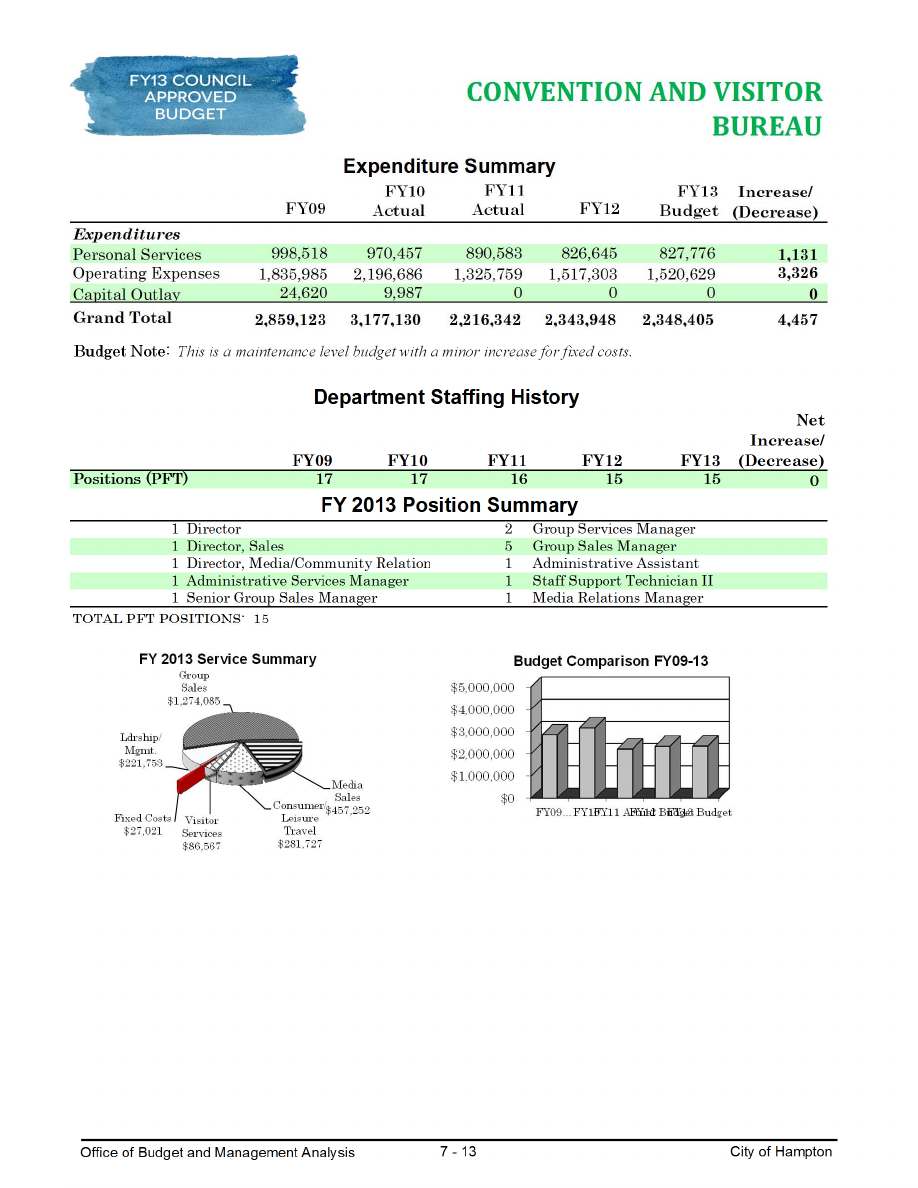 FY13 COUNCIL
APPROVED
BUDGET
CONVENTION AND VISITOR
BUREAU
Expenditure Summary
FY09 FY10 Actual FY11 Actual FY12 FY13 Budget Increase/ (Decrease)
Expenditures
Personal Services 998,518 970,457 890,583 826,645 827,776 1,131
Operating Expenses 1,835,985 2,196,686 1,325,759 1,517,303 1,520,629 3,326
Capital Outlay 24,620 9,987 0 0 0 0
Grand Total 2,859,123 3,177,130 2,216,342 2,343,948 2,348,405 4,457
Budget Note: This is a maintenance level budget with a minor increase for fixed costs.
Department Staffing History
FY09 FY10 FY11 FY12 FY13 Net Increase/ (Decrease)
Positions (PFT) 17 17 16 15 15 0
FY 2013 Position Summary
1 Director 2 Group Services Manager
1 Director, Sales 5 Group Sales Manager
1 Director, Media/Community Relation 1 Administrative Assistant
1 Administrative Services Manager 1 Staff Support Technician II
1 Senior Group Sales Manager 1 Media Relations Manager
TOTAL PFT POSITIONS: 15
FY 2013 Service Summary
Group
Sales
$1,274,085
Ldrship/
Mgmt.
$221,753
Fixed Costs
$27,021
Visitor
Services
$86,567
Consumer/
Leisure
Travel
$281,727
Media
Sales
$457,252
Budget Comparison FY09-13
$5,000,000
$4,000,000
$3,000,000
$2,000,000
$1,000,000
$0
FY09... FY10 FY11 FY12 Budget FY13 Budget
Office of Budget and Management Analysis 7 - 13 City of Hampton